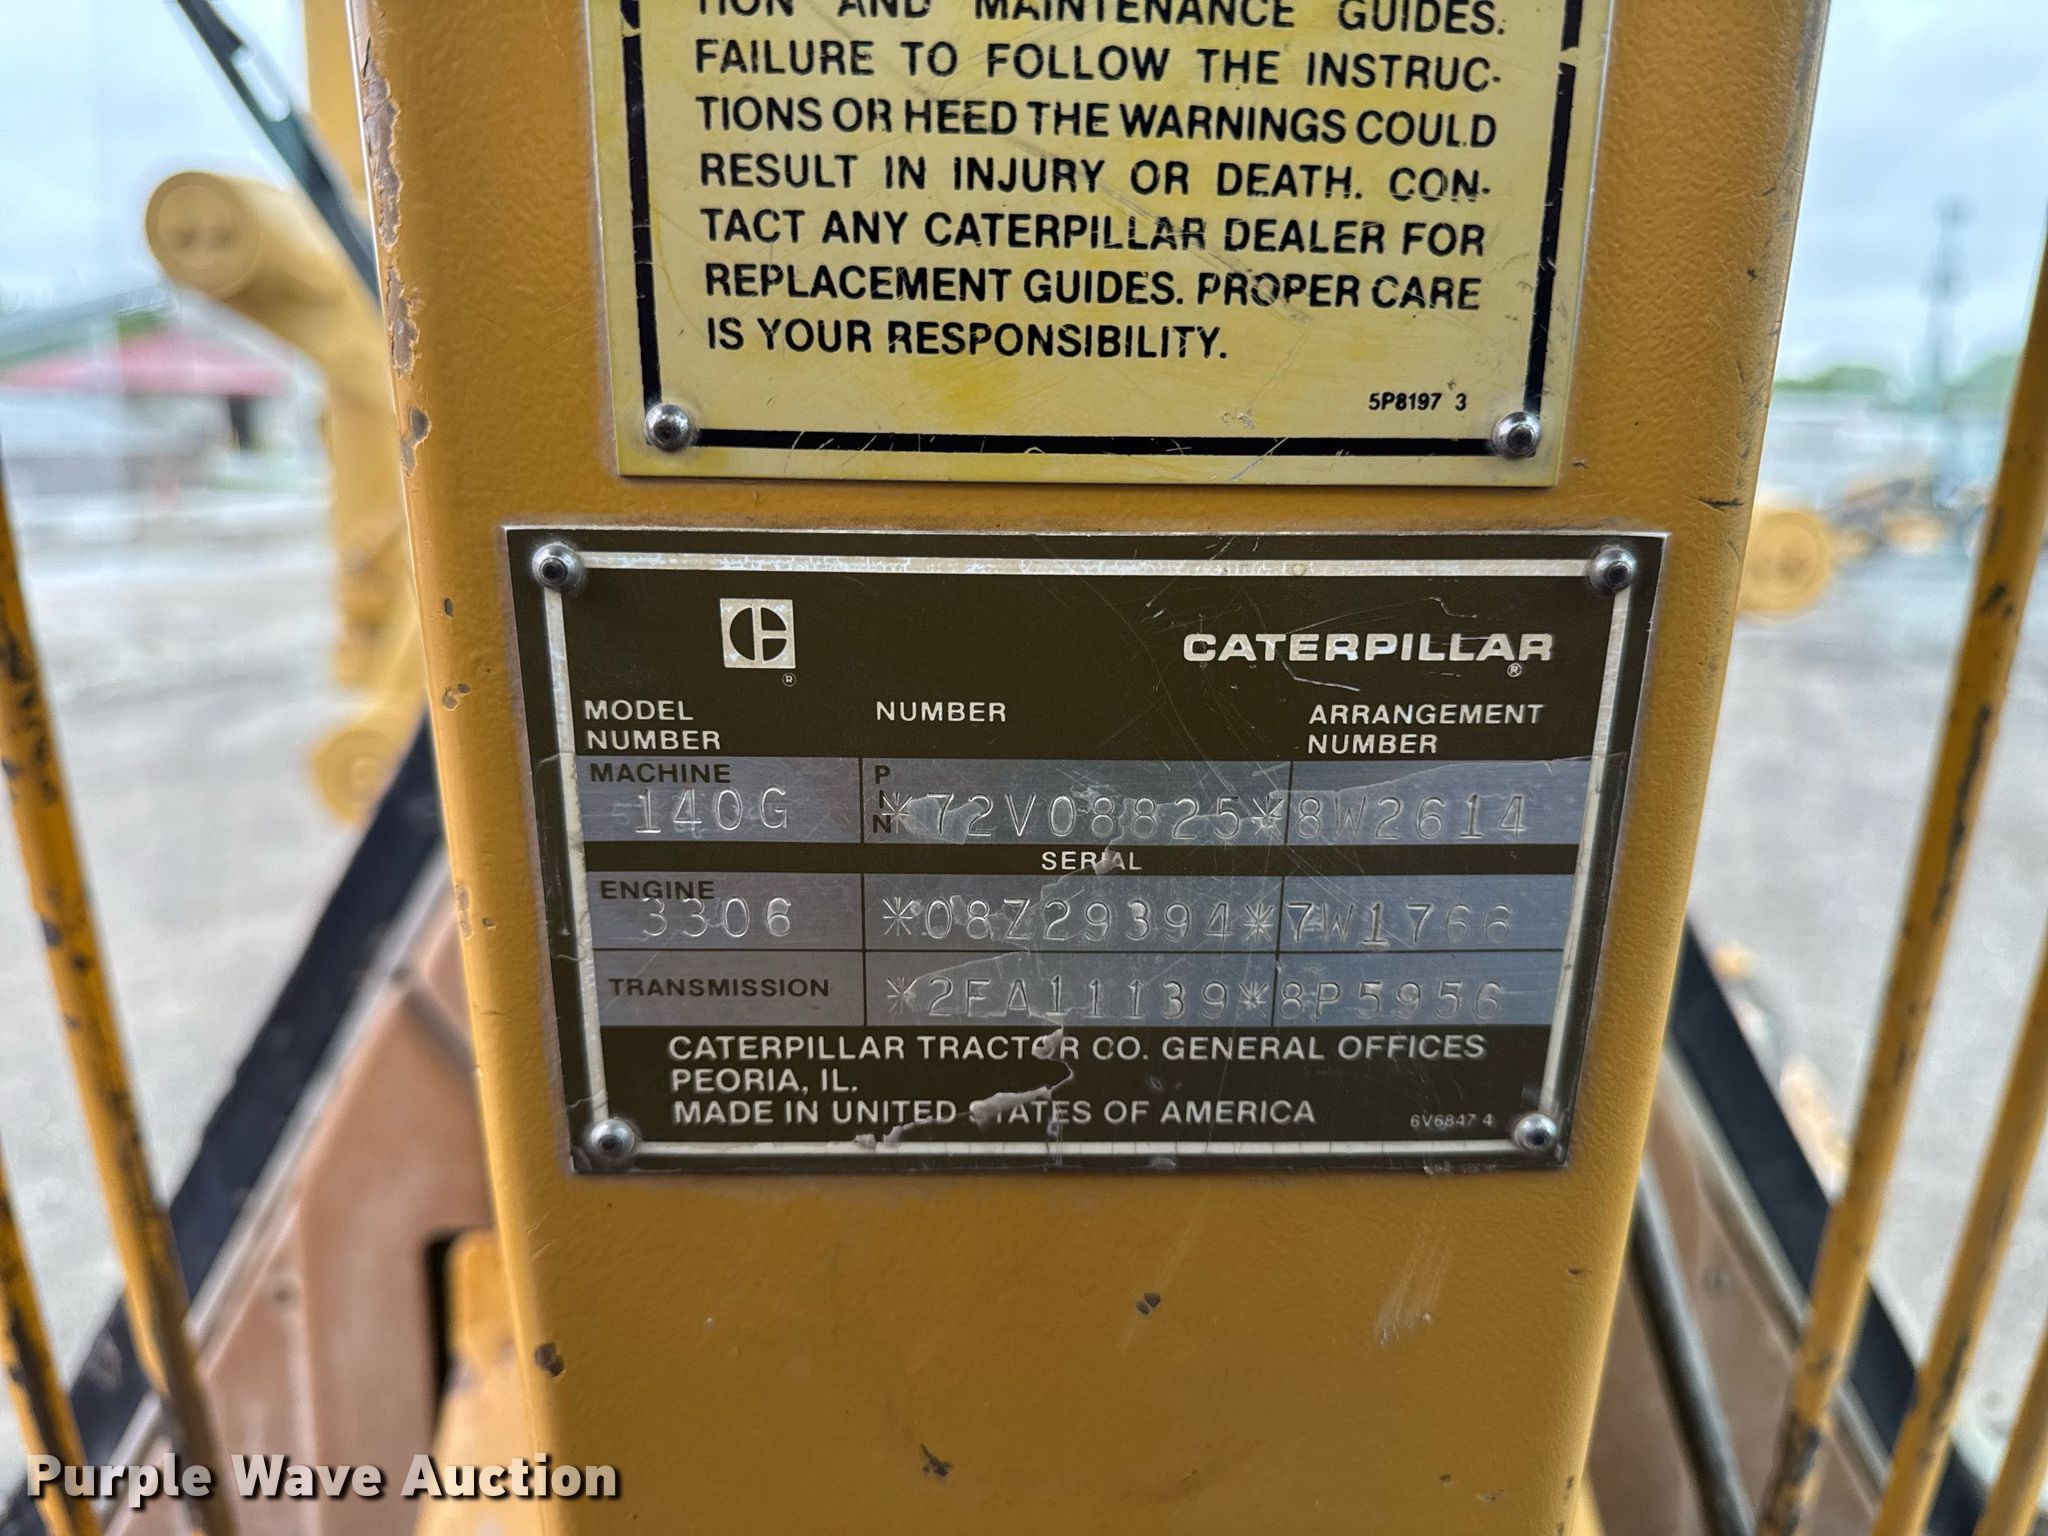 TION AND MAINTENANCE GUIDES.
FAILURE TO FOLLOW THE INSTRUC-
TIONS OR HEED THE WARNINGS COULD
RESULT IN INJURY OR DEATH. CON-
TACT ANY CATERPILLAR DEALER FOR
REPLACEMENT GUIDES. PROPER CARE
IS YOUR RESPONSIBILITY.
5P8197 3
CATERPILLAR
MODEL NUMBER
NUMBER
ARRANGEMENT NUMBER
MACHINE
140G
PIN
*72V08825*
8W2614
SERIAL
ENGINE
3306
*08Z29394*
7W1766
TRANSMISSION
*2FA11139*
8P5956
CATERPILLAR TRACTOR CO. GENERAL OFFICES
PEORIA, IL.
MADE IN UNITED STATES OF AMERICA
6V6847 4
Purple Wave Auction